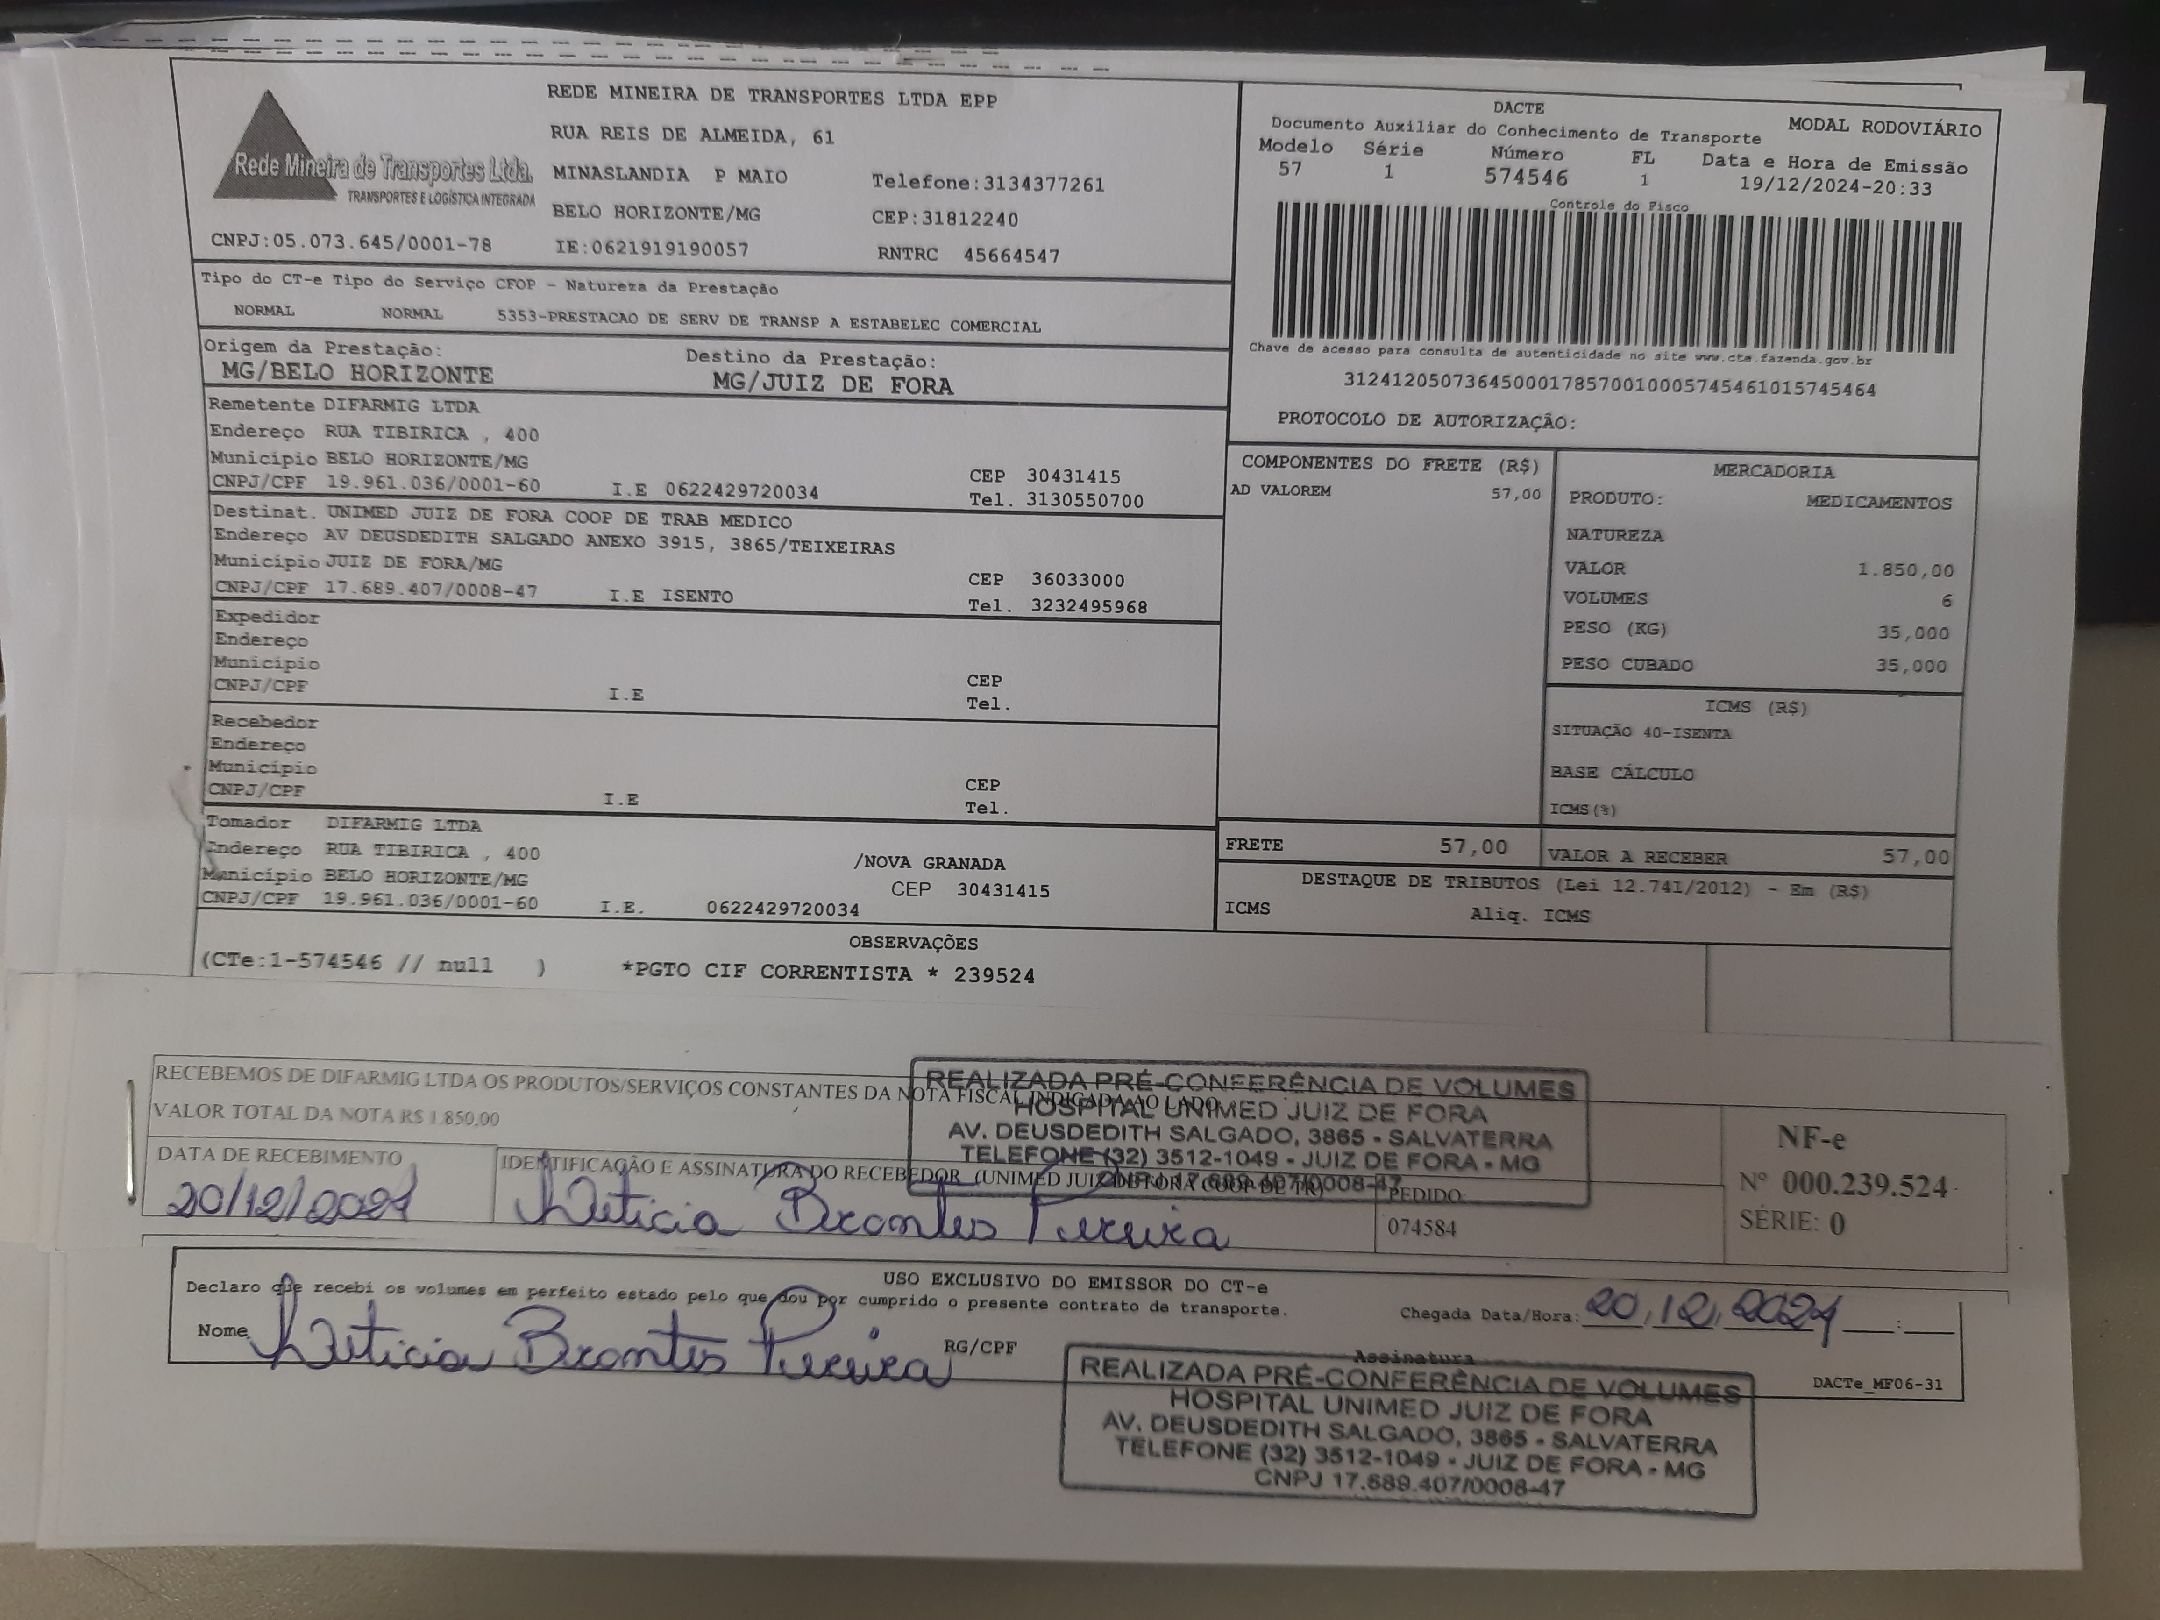 Rede Mineira de Transportes Ltda.
TRANSPORTES E LOGÍSTICA INTEGRADA
REDE MINEIRA DE TRANSPORTES LTDA EPP
RUA REIS DE ALMEIDA, 61
MINASLANDIA P MAIO Telefone:3134377261
BELO HORIZONTE/MG CEP:31812240
CNPJ:05.073.645/0001-78 IE:0621919190057 RNTRC 45664547
DACTE MODAL RODOVIÁRIO
Documento Auxiliar do Conhecimento de Transporte
Modelo Série Número FL Data e Hora de Emissão
57 1 574546 1 19/12/2024-20:33
Controle do Fisco
Chave de acesso para consulta de autenticidade no site www.cte.fazenda.gov.br
31241205073645000178570010005745461015745464
PROTOCOLO DE AUTORIZAÇÃO:
Tipo do CT-e Tipo do Serviço CFOP - Natureza da Prestação
NORMAL NORMAL 5353-PRESTACAO DE SERV DE TRANSP A ESTABELEC COMERCIAL
Origem da Prestação: Destino da Prestação:
MG/BELO HORIZONTE MG/JUIZ DE FORA
Remetente DIFARMIG LTDA
Endereço RUA TIBIRICA , 400
Município BELO HORIZONTE/MG CEP 30431415
CNPJ/CPF 19.961.036/0001-60 I.E 0622429720034 Tel. 3130550700
Destinat. UNIMED JUIZ DE FORA COOP DE TRAB MEDICO
Endereço AV DEUSDEDITH SALGADO ANEXO 3915, 3865/TEIXEIRAS
Município JUIZ DE FORA/MG CEP 36033000
CNPJ/CPF 17.689.407/0008-47 I.E ISENTO Tel. 3232495968
Expedidor
Endereço
Município CEP
CNPJ/CPF I.E Tel.
Recebedor
Endereço
Município CEP
CNPJ/CPF I.E Tel.
Tomador DIFARMIG LTDA
Endereço RUA TIBIRICA , 400 /NOVA GRANADA
Município BELO HORIZONTE/MG CEP 30431415
CNPJ/CPF 19.961.036/0001-60 I.E. 0622429720034
COMPONENTES DO FRETE (R$)
AD VALOREM 57,00
MERCADORIA
PRODUTO: MEDICAMENTOS
NATUREZA
VALOR 1.850,00
VOLUMES 6
PESO (KG) 35,000
PESO CUBADO 35,000
ICMS (R$)
SITUAÇÃO 40-ISENTA
BASE CÁLCULO
ICMS(%)
FRETE 57,00 VALOR A RECEBER 57,00
DESTAQUE DE TRIBUTOS (Lei 12.741/2012) - Em (R$)
ICMS Aliq. ICMS
OBSERVAÇÕES
(CTe:1-574546 // null ) *PGTO CIF CORRENTISTA * 239524
RECEBEMOS DE DIFARMIG LTDA OS PRODUTOS/SERVIÇOS CONSTANTES DA NOTA FISCAL INDICADA AO LADO
VALOR TOTAL DA NOTA R$ 1.850,00
REALIZADA PRÉ-CONFERÊNCIA DE VOLUMES
HOSPITAL UNIMED JUIZ DE FORA
AV. DEUSDEDITH SALGADO, 3865 - SALVATERRA
TELEFONE (32) 3512-1049 - JUIZ DE FORA - MG
CNPJ 17.689.407/0008-47
DATA DE RECEBIMENTO IDENTIFICAÇÃO E ASSINATURA DO RECEBEDOR (UNIMED JUIZ DE FORA COOP DE TR)
20/12/2024 Leticia Brontes Pereira
PEDIDO
074584
NF-e
Nº 000.239.524
SÉRIE: 0
USO EXCLUSIVO DO EMISSOR DO CT-e
Declaro que recebi os volumes em perfeito estado pelo que dou por cumprido o presente contrato de transporte.
Chegada Data/Hora: 20,12,2024 ___:___
Nome Leticia Brontes Pereira RG/CPF
Assinatura
DACTe_MF06-31
REALIZADA PRÉ-CONFERÊNCIA DE VOLUMES
HOSPITAL UNIMED JUIZ DE FORA
AV. DEUSDEDITH SALGADO, 3865 - SALVATERRA
TELEFONE (32) 3512-1049 - JUIZ DE FORA - MG
CNPJ 17.689.407/0008-47